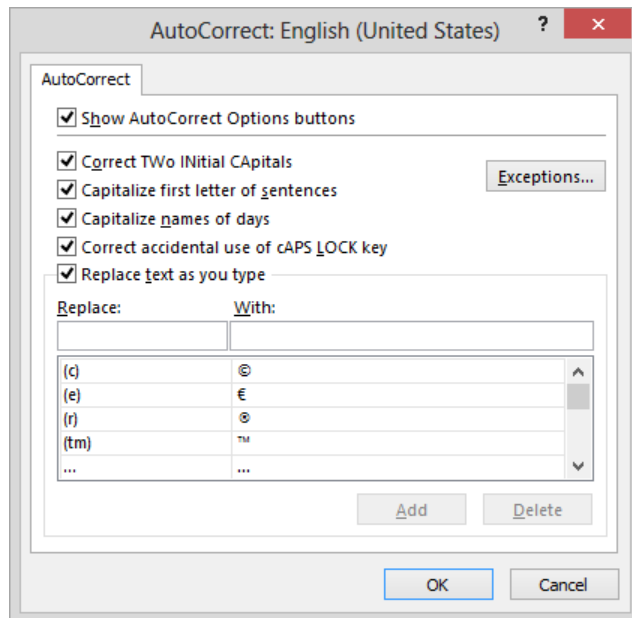 AutoCorrect: English (United States) ? ×
AutoCorrect
Show AutoCorrect Options buttons
Correct TWo INitial CApitals
Exceptions...
Capitalize first letter of sentences
Capitalize names of days
Correct accidental use of cAPS LOCK key
Replace text as you type
Replace: With:
(c) ©
(e) €
(r) ®
(tm) ™
... ...
Add Delete
OK Cancel